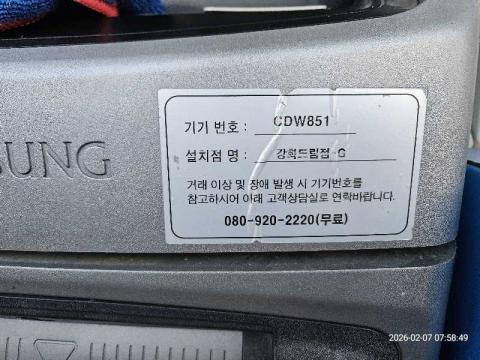 SUNG
기기 번호 : CDW851
설치점 명 : 강화드림점-G
거래 이상 및 장애 발생 시 기기번호를
참고하시어 아래 고객상담실로 연락바랍니다.
080-920-2220(무료)
2026-02-07 07:58:49